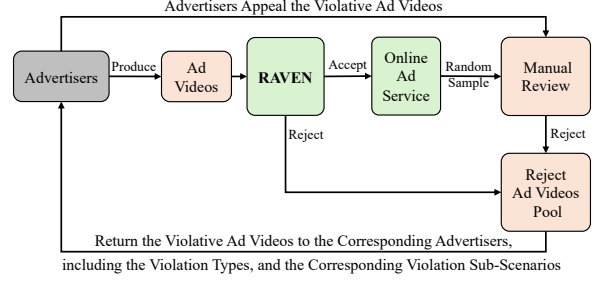 Advertisers Appeal the Violative Ad Videos
Advertisers
Produce
Ad
Videos
RAVEN
Accept
Online
Ad
Service
Random
Sample
Manual
Review
Reject
Reject
Reject
Ad Videos
Pool
Return the Violative Ad Videos to the Corresponding Advertisers,
including the Violation Types, and the Corresponding Violation Sub-Scenarios